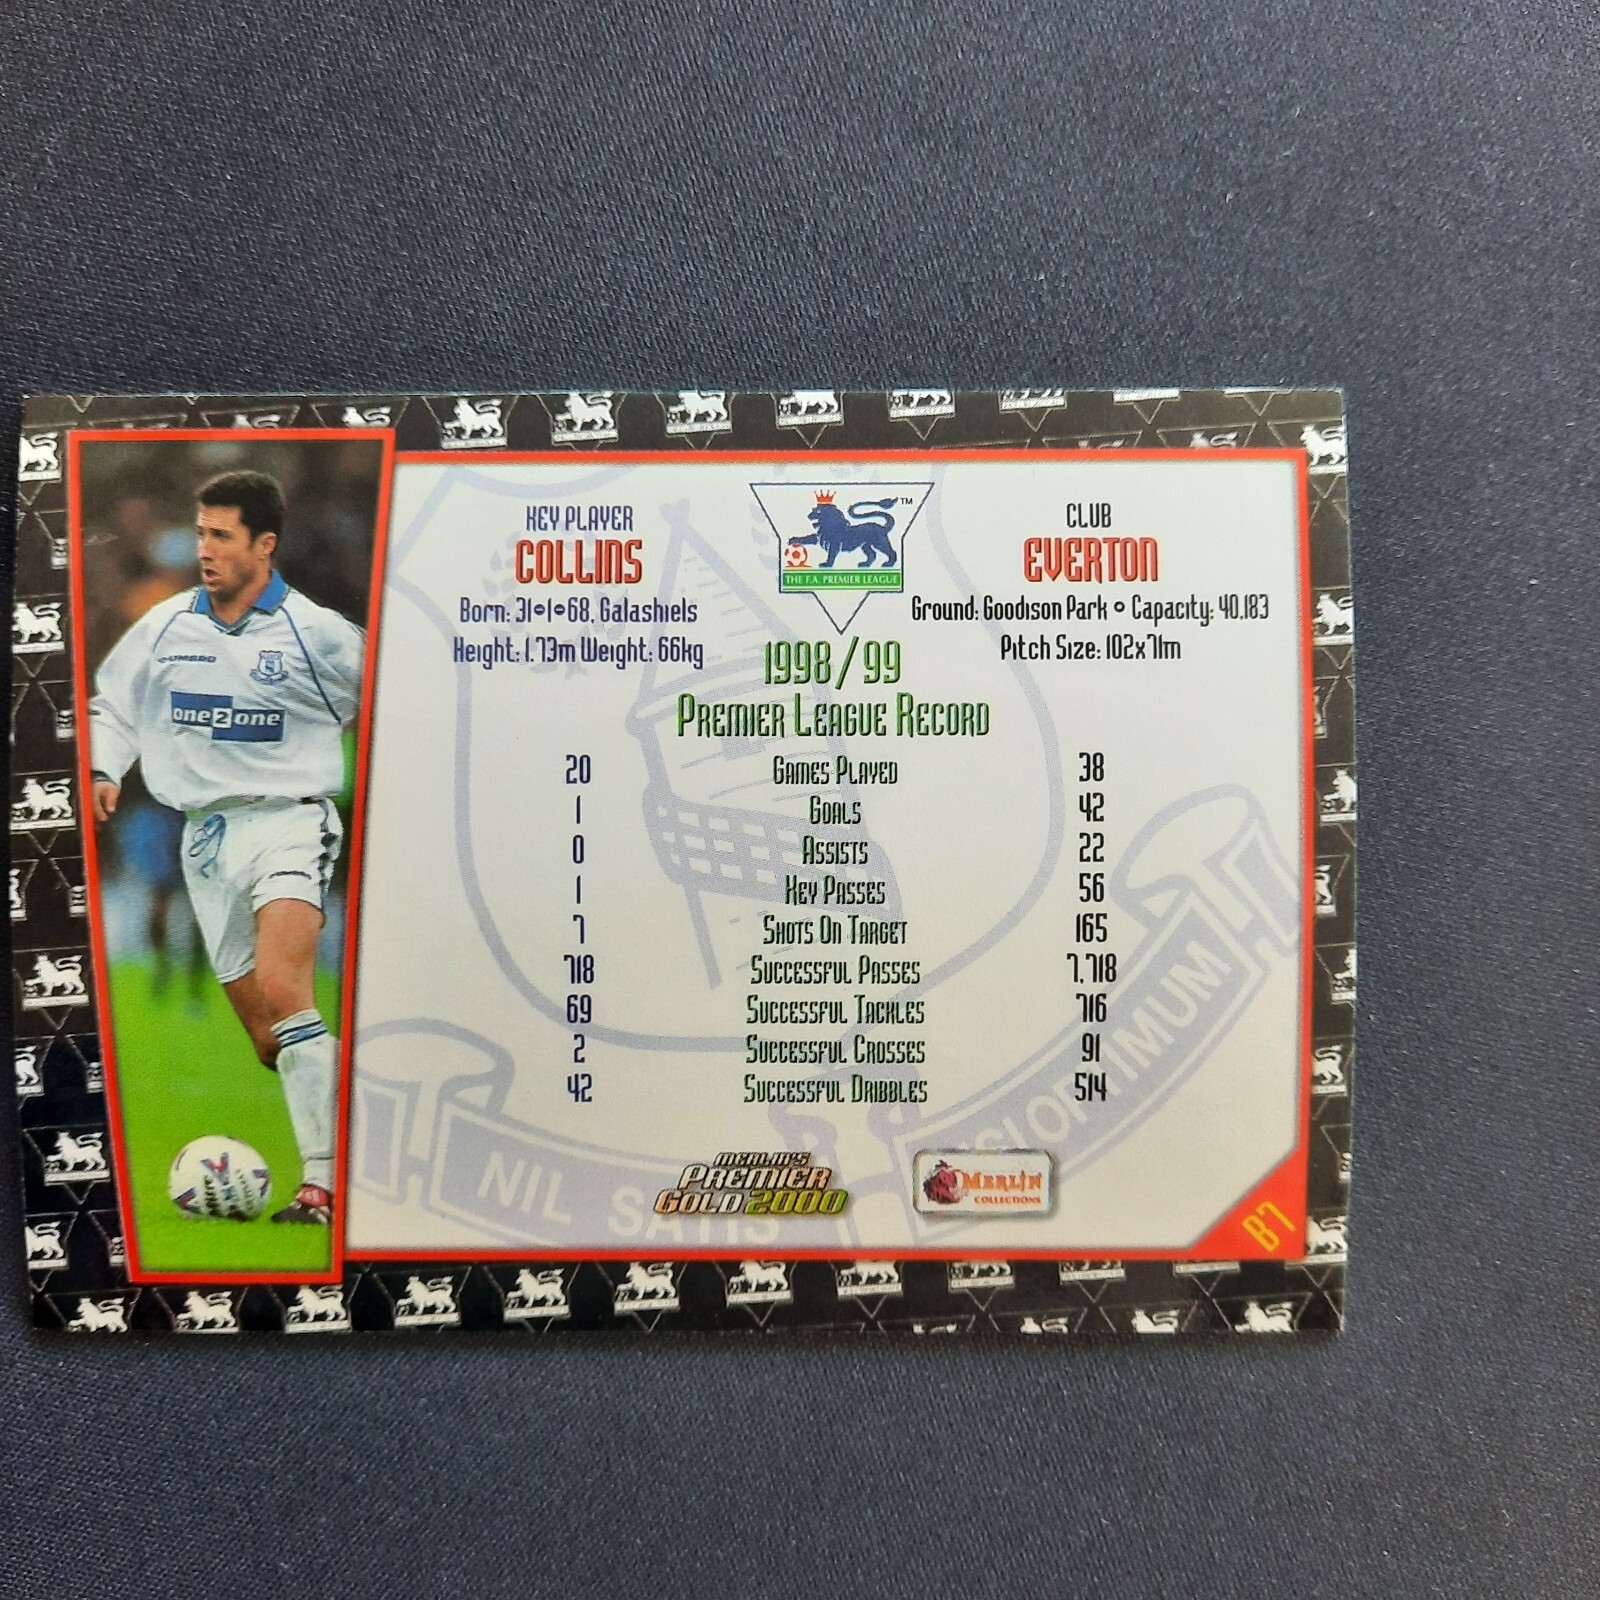 KEY PLAYER
COLLINS
Born: 31•1•68, Galashiels
Height: 1.73m Weight: 66kg
TM
THE F.A. PREMIER LEAGUE
CLUB
EVERTON
Ground: Goodison Park • Capacity: 40,183
Pitch Size: 102x71m
1998/99
PREMIER LEAGUE RECORD
20 GAMES PLAYED 38
1 GOALS 42
0 ASSISTS 22
1 KEY PASSES 56
7 SHOTS ON TARGET 165
718 SUCCESSFUL PASSES 7,718
69 SUCCESSFUL TACKLES 716
2 SUCCESSFUL CROSSES 91
42 SUCCESSFUL DRIBBLES 514
UMBRO
one2one
NIL SATIS
OPTIMUM
MERLIN'S
PREMIER
GOLD 2000
MERLIN
COLLECTIONS
B7